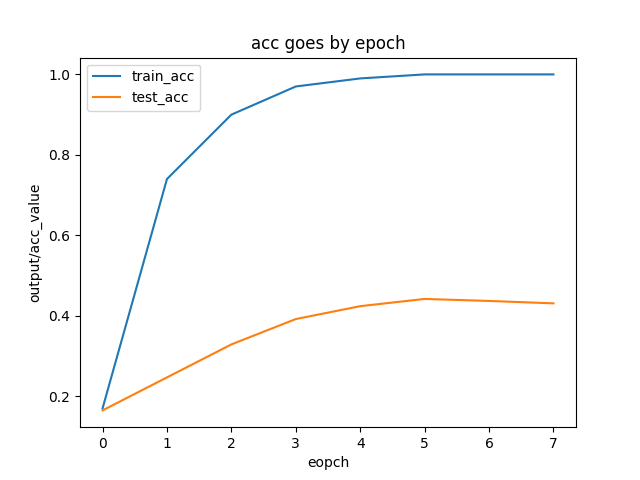 acc goes by epoch
train_acc
test_acc
output/acc_value
1.0
0.8
0.6
0.4
0.2
0 1 2 3 4 5 6 7
eopch